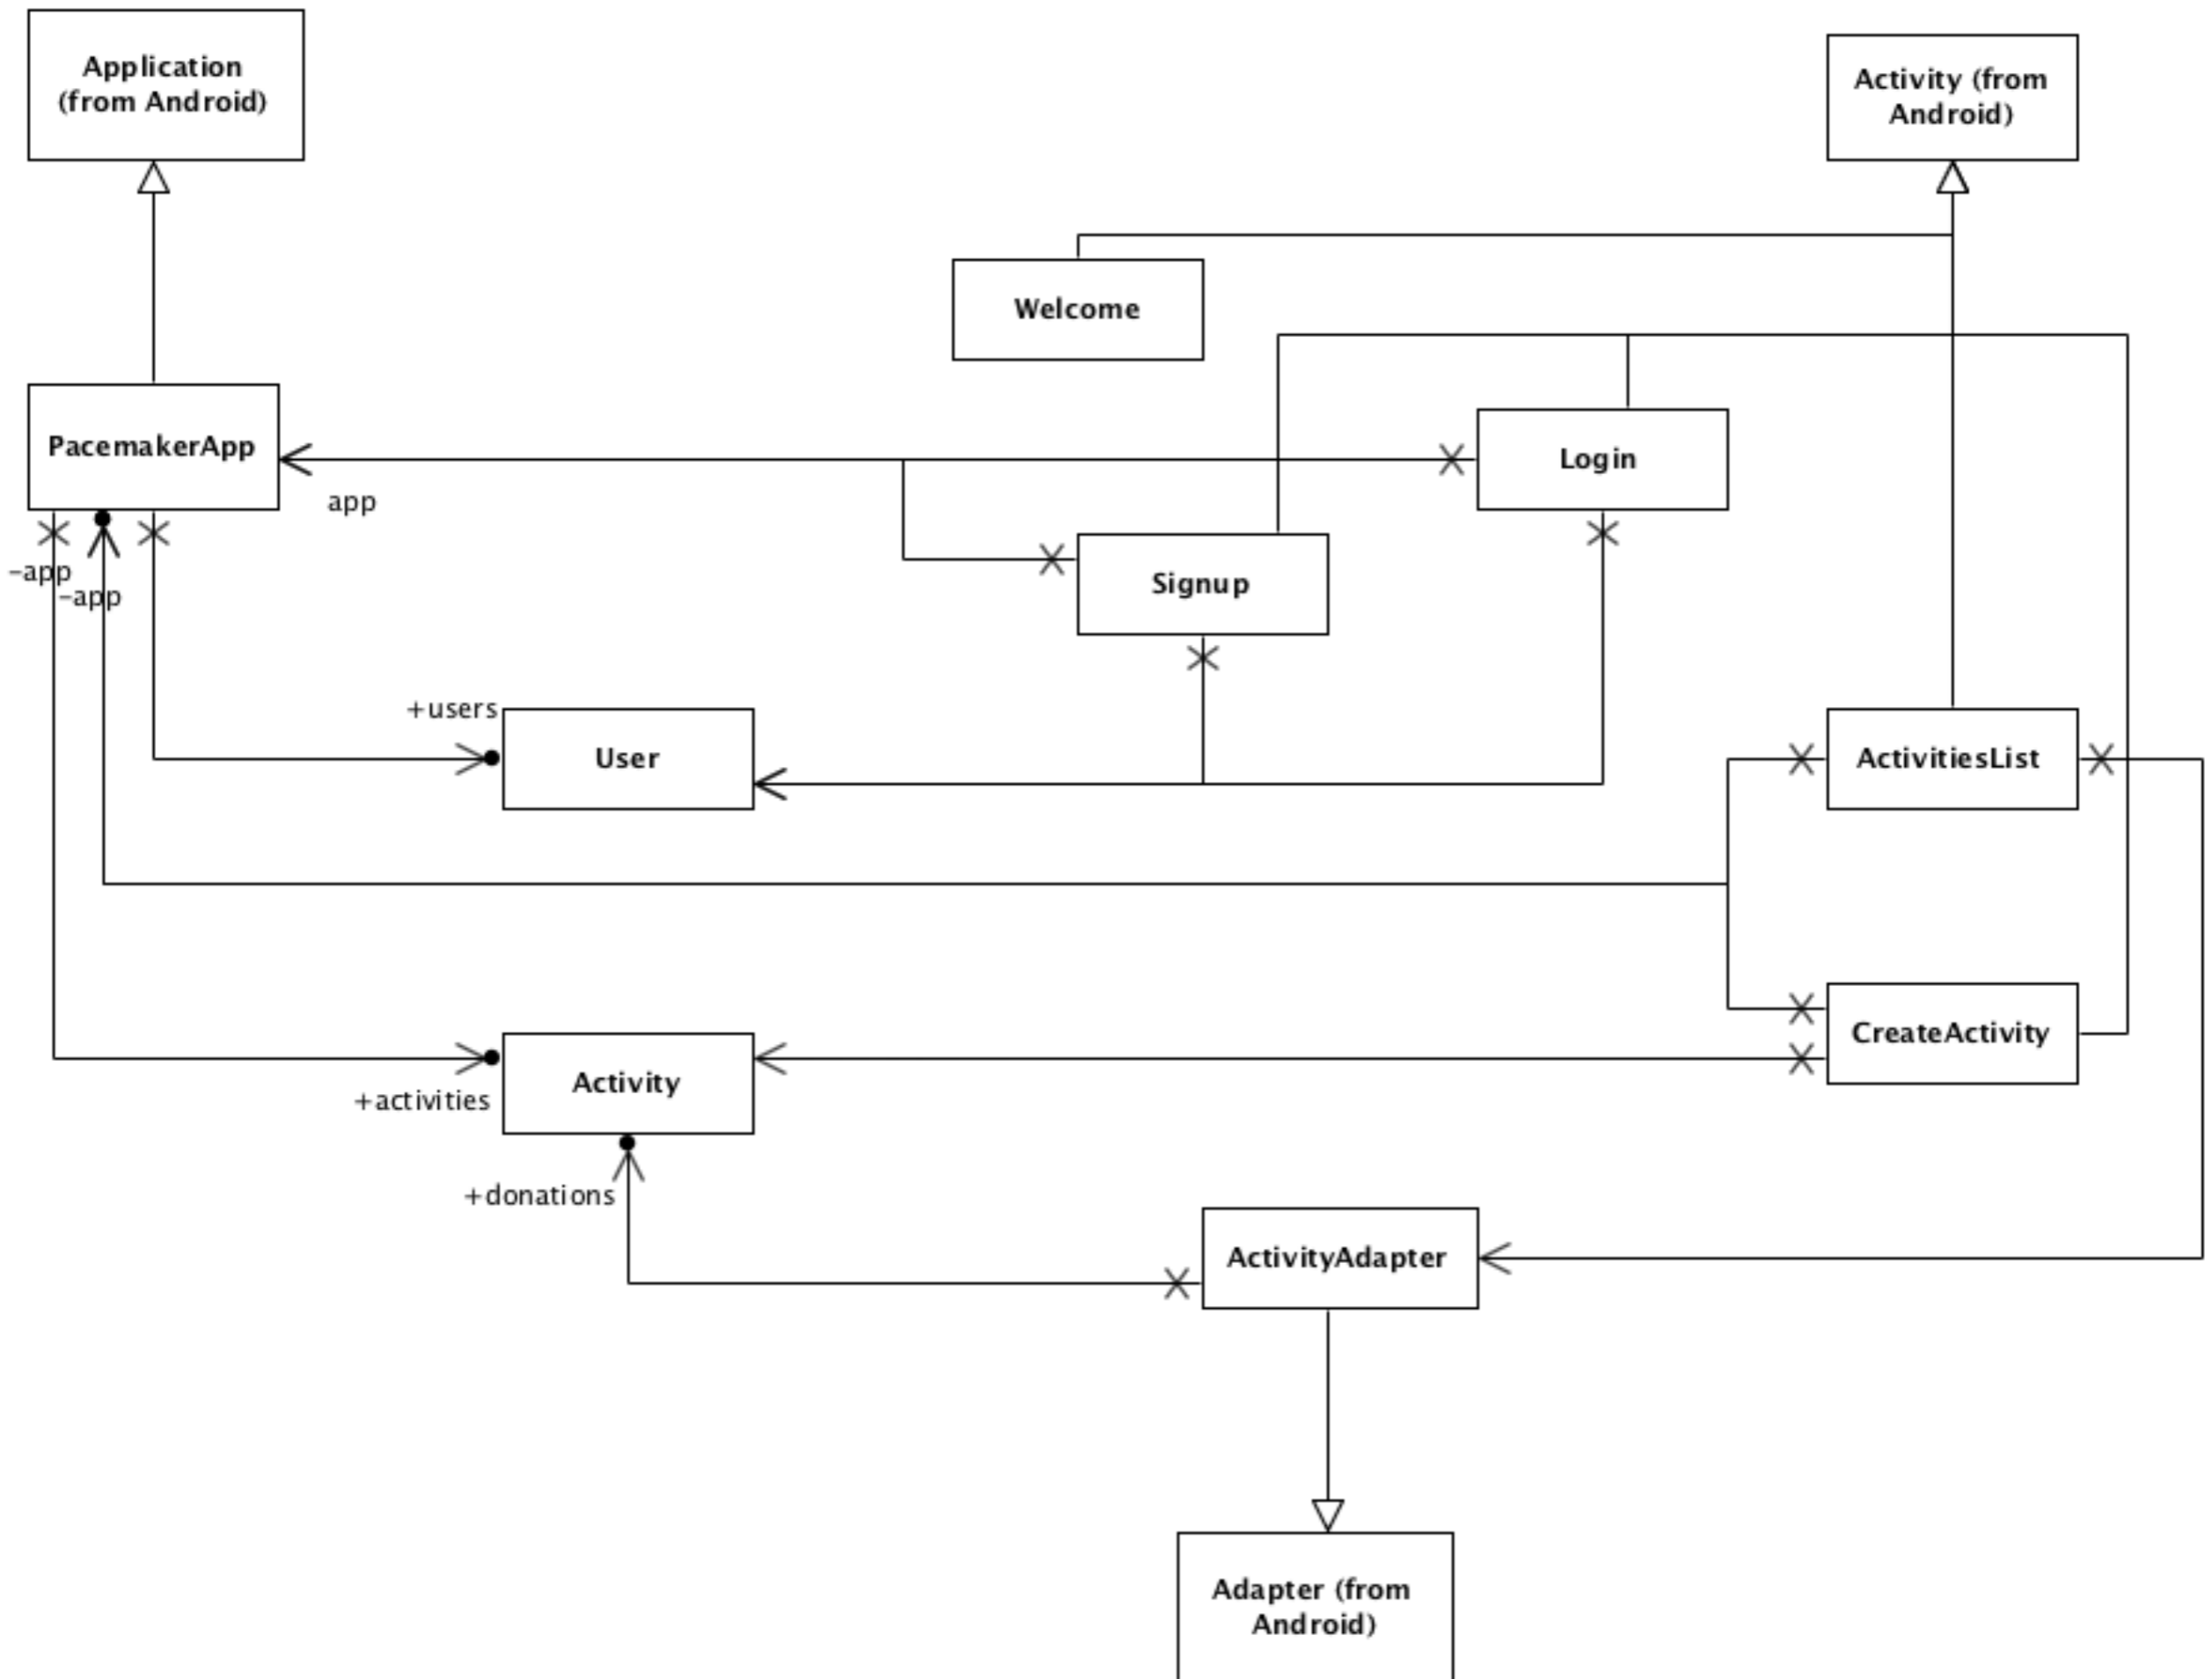 Application
(from Android)
Activity (from
Android)
Welcome
PacemakerApp
Login
app
-app
-app
Signup
+users
User
ActivitiesList
CreateActivity
Activity
+activities
+donations
ActivityAdapter
Adapter (from
Android)